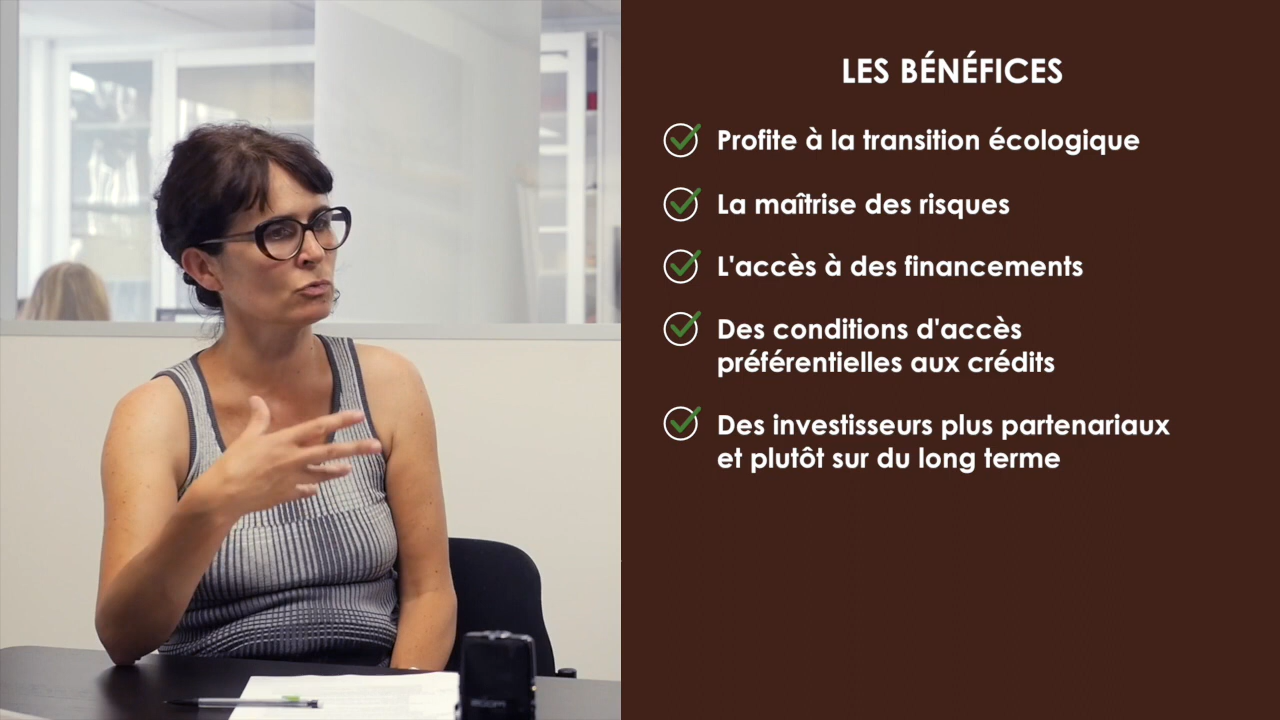 LES BÉNÉFICES
Profite à la transition écologique
La maîtrise des risques
L'accès à des financements
Des conditions d'accès
préférentielles aux crédits
Des investisseurs plus partenariaux
et plutôt sur du long terme
zoom